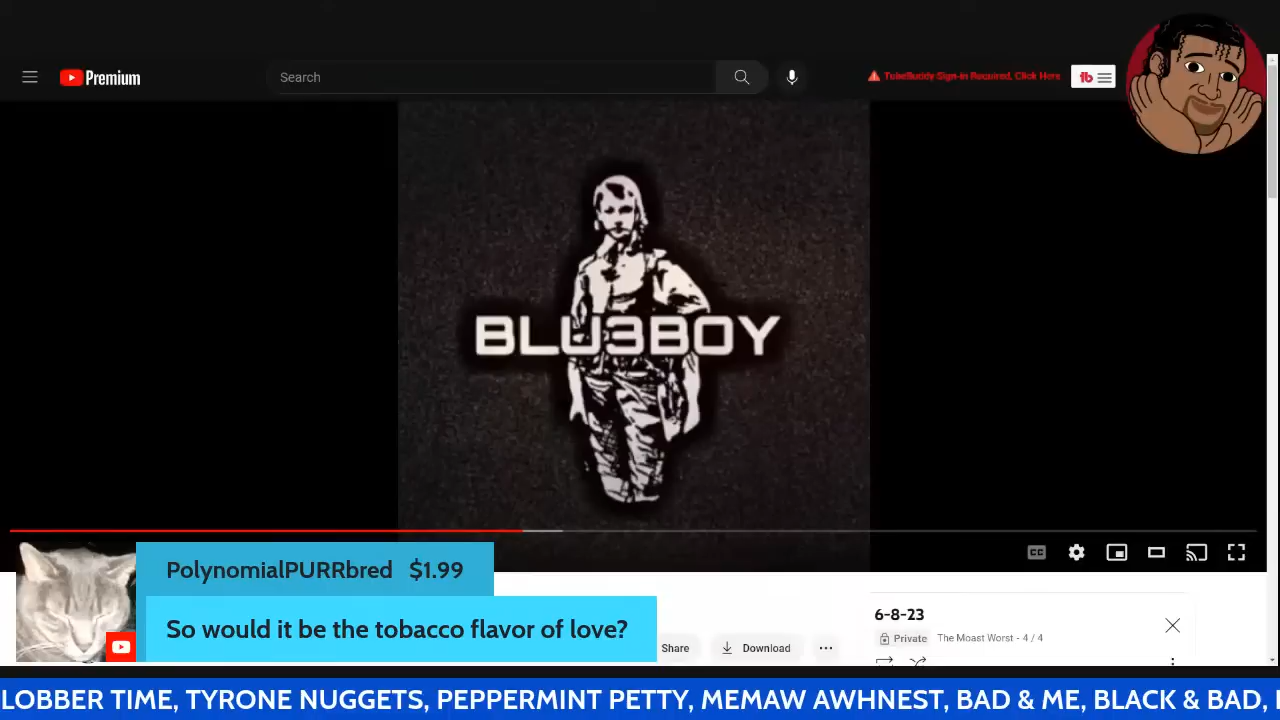 Premium
Search
TubeBuddy Sign-in Required, Click Here
tb
BLU3BOY
CC
PolynomialPURRbred $1.99
So would it be the tobacco flavor of love?
Share
Download
6-8-23
Private
The Moast Worst - 4 / 4
LOBBER TIME, TYRONE NUGGETS, PEPPERMINT PETTY, MEMAW AWHNEST, BAD & ME, BLACK & BAD,